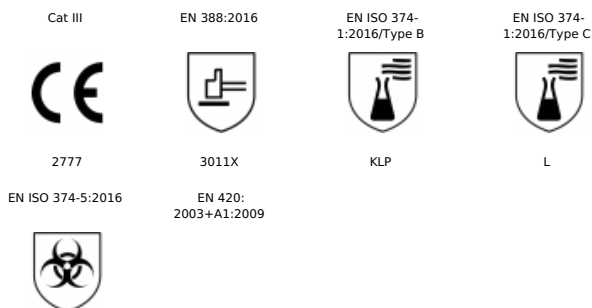 Cat III
EN 388:2016
EN ISO 374-
1:2016/Type B
EN ISO 374-
1:2016/Type C
CE
2777
3011X
KLP
L
EN ISO 374-5:2016
EN 420:
2003+A1:2009